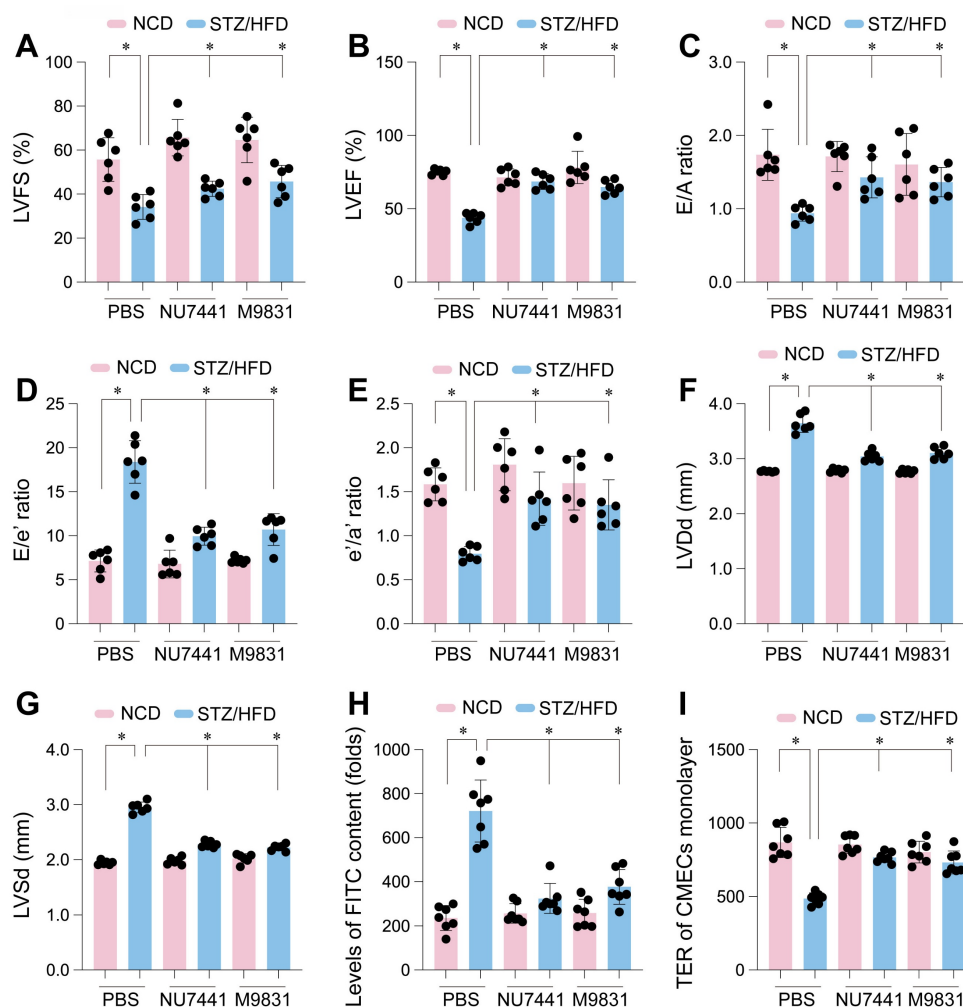 NCD STZ/HFD
A
* * *
LVFS (%)
100
80
60
40
20
0
PBS NU7441 M9831
NCD STZ/HFD
B
* * *
LVEF (%)
150
100
50
0
PBS NU7441 M9831
NCD STZ/HFD
C
* * *
E/A ratio
3.0
2.0
1.0
0.0
PBS NU7441 M9831
NCD STZ/HFD
D
* * *
E/e' ratio
25
20
15
10
5
0
PBS NU7441 M9831
NCD STZ/HFD
E
* * *
e'/a' ratio
2.5
2.0
1.5
1.0
0.5
0.0
PBS NU7441 M9831
NCD STZ/HFD
F
* * *
LVDd (mm)
4.0
3.0
2.0
1.0
0.0
PBS NU7441 M9831
NCD STZ/HFD
G
* * *
LVSd (mm)
4.0
3.0
2.0
1.0
0.0
PBS NU7441 M9831
NCD STZ/HFD
H
* * *
Levels of FITC content (folds)
1000
800
600
400
200
0
PBS NU7441 M9831
NCD STZ/HFD
I
* * *
TER of CMECs monolayer
1500
1000
500
0
PBS NU7441 M9831